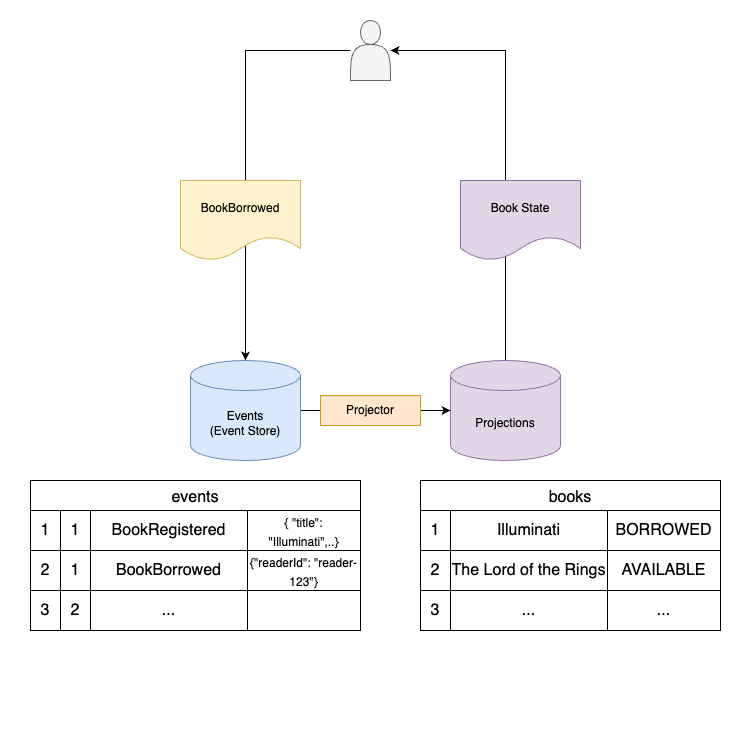 BookBorrowed
Book State
Events
(Event Store)
Projector
Projections
events
1 1 BookRegistered { "title":
"Illuminati",..}
2 1 BookBorrowed {"readerId": "reader-
123"}
3 2 ...
books
1 Illuminati BORROWED
2 The Lord of the Rings AVAILABLE
3 ... ...